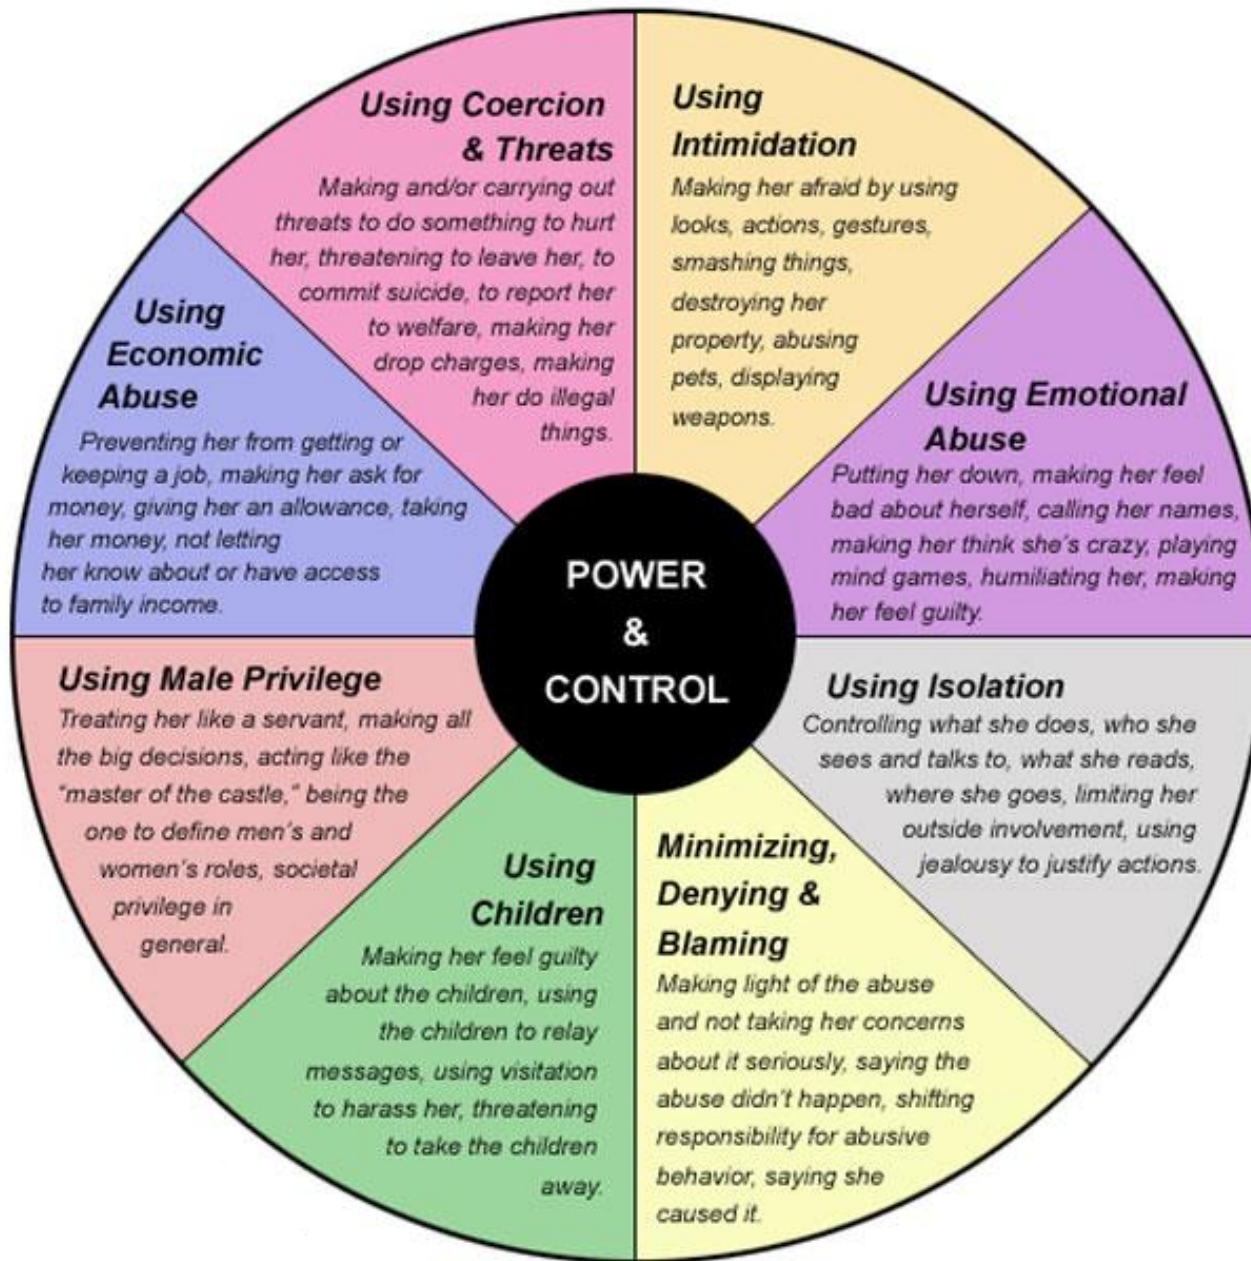 Using Coercion
& Threats
Making and/or carrying out
threats to do something to hurt
her, threatening to leave her, to
commit suicide, to report her
to welfare, making her
drop charges, making
her do illegal
things.
Using
Intimidation
Making her afraid by using
looks, actions, gestures,
smashing things,
destroying her
property, abusing
pets, displaying
weapons.
Using Emotional
Abuse
Putting her down, making her feel
bad about herself, calling her names,
making her think she's crazy, playing
mind games, humiliating her, making
her feel guilty.
Using Isolation
Controlling what she does, who she
sees and talks to, what she reads,
where she goes, limiting her
outside involvement, using
jealousy to justify actions.
Minimizing,
Denying &
Blaming
Making light of the abuse
and not taking her concerns
about it seriously, saying the
abuse didn't happen, shifting
responsibility for abusive
behavior, saying she
caused it.
Using
Children
Making her feel guilty
about the children, using
the children to relay
messages, using visitation
to harass her, threatening
to take the children
away.
Using Male Privilege
Treating her like a servant, making all
the big decisions, acting like the
“master of the castle,” being the
one to define men's and
women's roles, societal
privilege in
general.
Using
Economic
Abuse
Preventing her from getting or
keeping a job, making her ask for
money, giving her an allowance, taking
her money, not letting
her know about or have access
to family income.
POWER
&
CONTROL